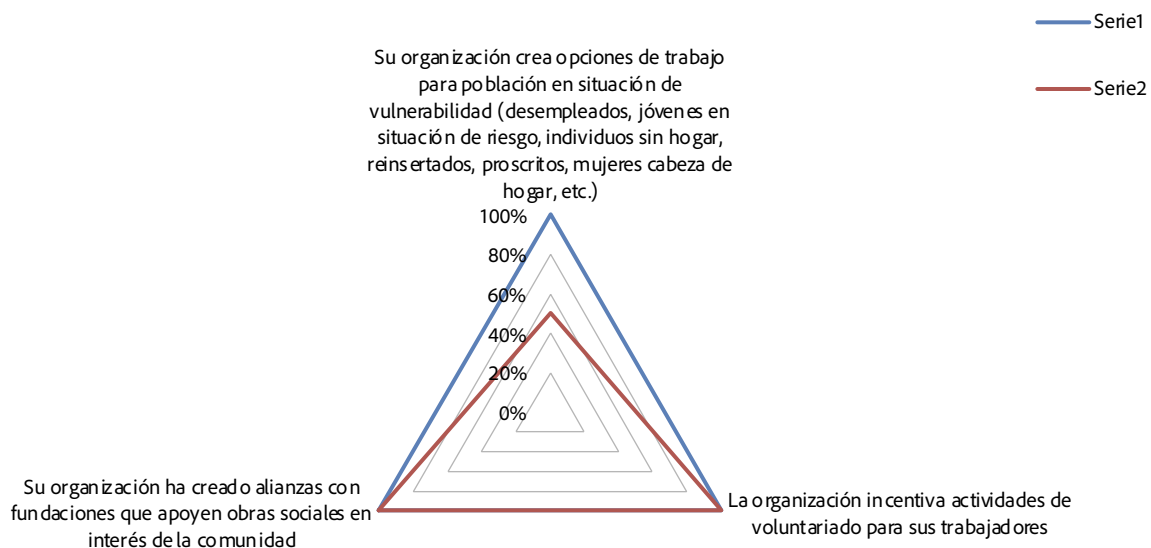 Serie1
Serie2
Su organización crea opciones de trabajo
para población en situación de
vulnerabilidad (desempleados, jóvenes en
situación de riesgo, individuos sin hogar,
reinsertados, proscritos, mujeres cabeza de
hogar, etc.)
100%
80%
60%
40%
20%
0%
Su organización ha creado alianzas con
fundaciones que apoyen obras sociales en
interés de la comunidad
La organización incentiva actividades de
voluntariado para sus trabajadores